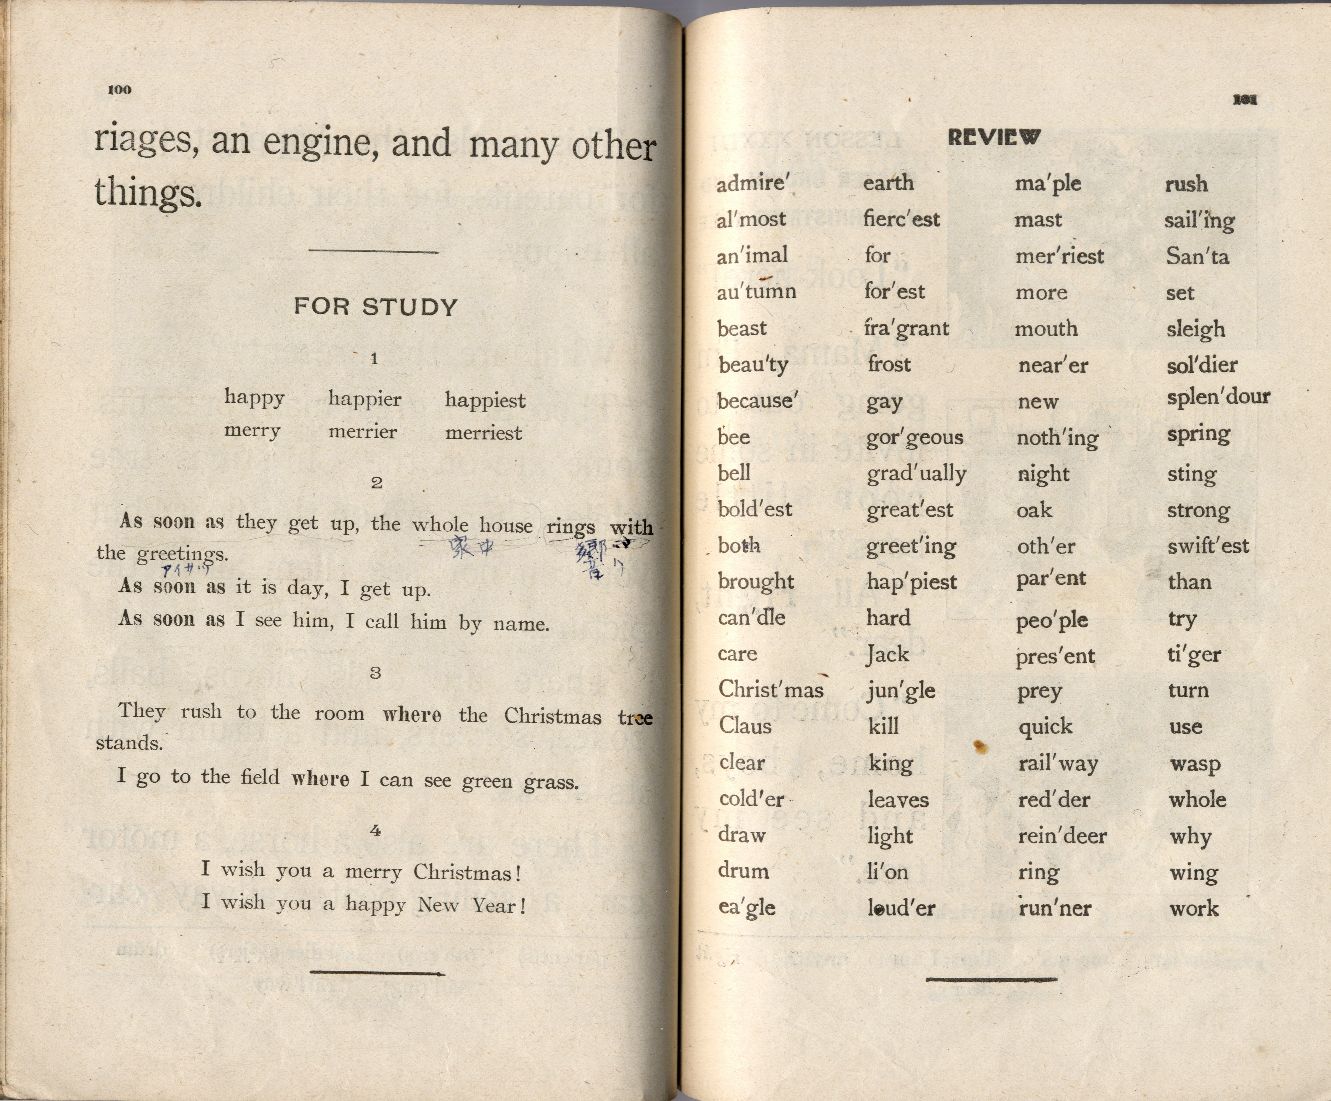 100
riages, an engine, and many other
things.
FOR STUDY
1
happy happier happiest
merry merrier merriest
2
As soon as they get up, the whole house rings with
家中 響ク
the greetings.
アイサツ
As soon as it is day, I get up.
As soon as I see him, I call him by name.
3
They rush to the room where the Christmas tree
stands.
I go to the field where I can see green grass.
4
I wish you a merry Christmas!
I wish you a happy New Year!
101
REVIEW
admire' earth ma'ple rush
al'most fierc'est mast sail'ing
an'imal for mer'riest San'ta
au'tumn for'est more set
beast fra'grant mouth sleigh
beau'ty frost near'er sol'dier
because' gay new splen'dour
bee gor'geous noth'ing spring
bell grad'ually night sting
bold'est great'est oak strong
both greet'ing oth'er swift'est
brought hap'piest par'ent than
can'dle hard peo'ple try
care Jack pres'ent ti'ger
Christ'mas jun'gle prey turn
Claus kill quick use
clear king rail'way wasp
cold'er leaves red'der whole
draw light rein'deer why
drum li'on ring wing
ea'gle loud'er run'ner work